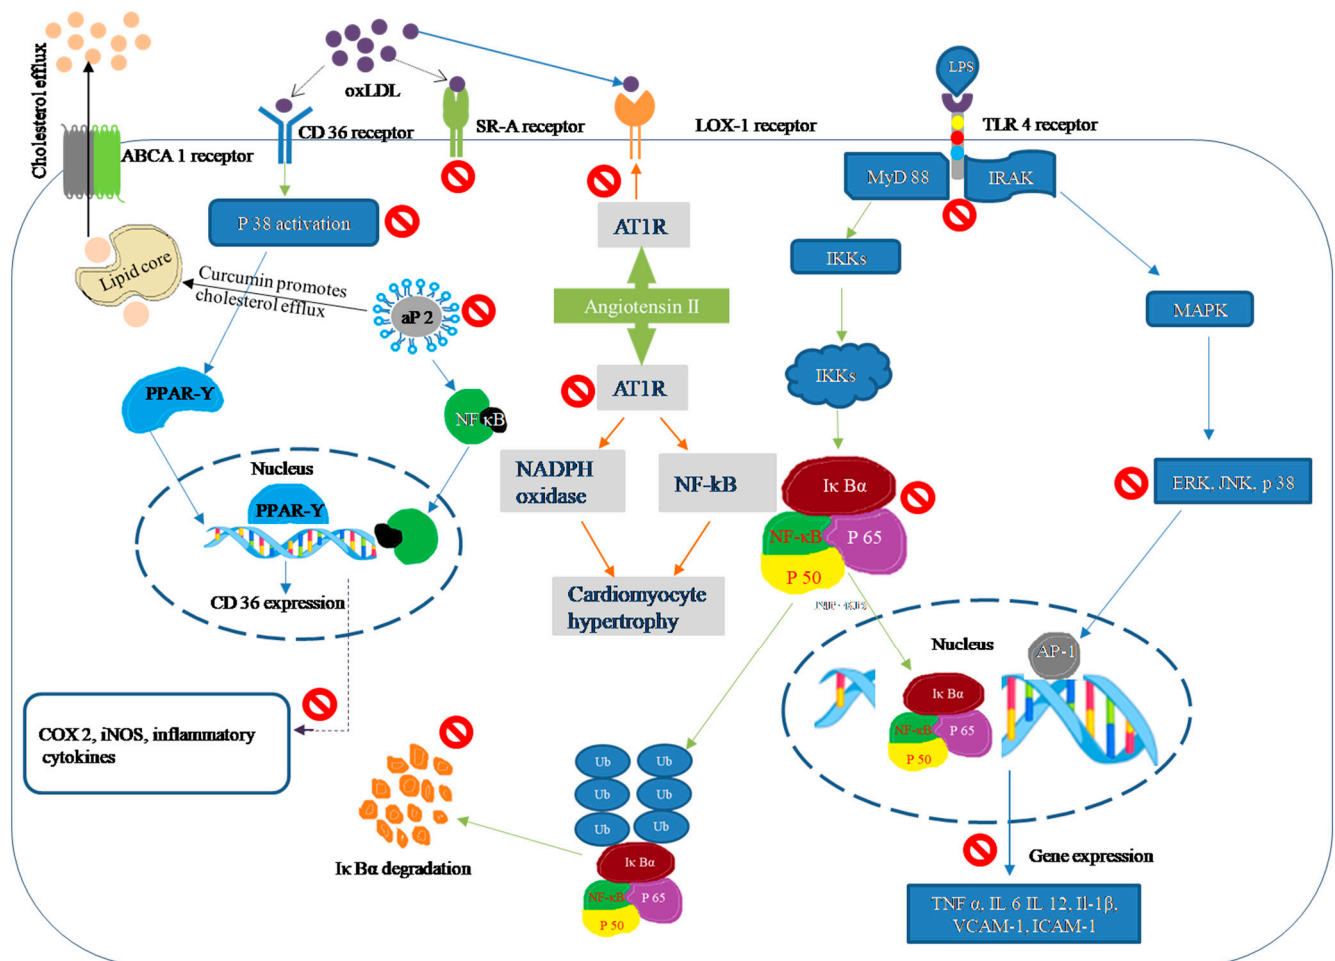 Cholesterol efflux
oxLDL
LPS
CD 36 receptor
SR-A receptor
LOX-1 receptor
TLR 4 receptor
ABCA 1 receptor
MyD 88
IRAK
P 38 activation
AT1R
IKKs
Lipid core
Curcumin promotes
cholesterol efflux
aP 2
Angiotensin II
MAPK
PPAR-Y
AT1R
IKKs
NF κB
Nucleus
PPAR-Y
NADPH
oxidase
NF-kB
Iκ Bα
NF-κB
P 65
P 50
ERK, JNK, p 38
CD 36 expression
Cardiomyocyte
hypertrophy
Nucleus
AP-1
Iκ Bα
NF-κB
P 65
P 50
COX 2, iNOS, inflammatory
cytokines
Ub
Ub
Ub
Ub
Ub
Ub
Iκ Bα
NF-κB
P 65
P 50
Iκ Bα degradation
Gene expression
TNF α, IL 6 IL 12, Il-1β,
VCAM-1, ICAM-1